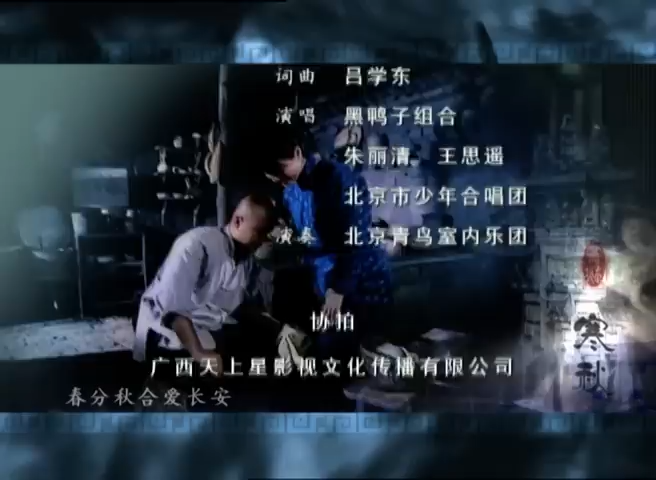 词曲 吕学东
演唱 黑鸭子组合
朱丽清 王思遥
北京市少年合唱团
演奏 北京青鸟室内乐团
协拍
广西天上星影视文化传播有限公司
春分秋合爱长安
寒秋